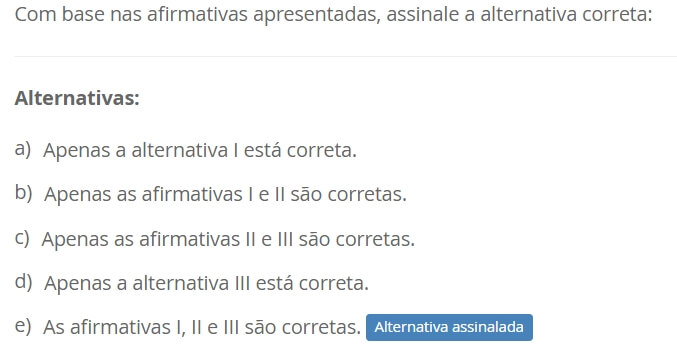 Com base nas afirmativas apresentadas, assinale a alternativa correta:
Alternativas:
a) Apenas a alternativa I está correta.
b) Apenas as afirmativas I e II são corretas.
c) Apenas as afirmativas II e III são corretas.
d) Apenas a alternativa III está correta.
e) As afirmativas I, II e III são corretas. Alternativa assinalada